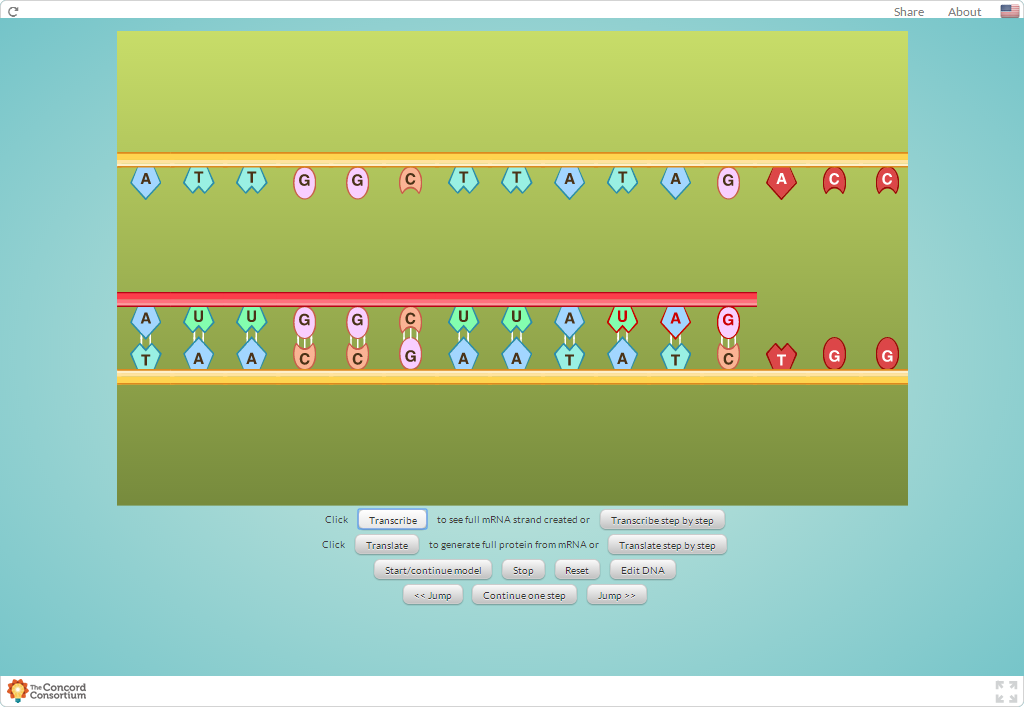 Share About
A T T G G C T T A T A G A C C
A U U G G C U U A U A G
T A A C C G A A T A T C T G G
Click Transcribe to see full mRNA strand created or Transcribe step by step
Click Translate to generate full protein from mRNA or Translate step by step
Start/continue model Stop Reset Edit DNA
<< Jump Continue one step Jump >>
The Concord
Consortium